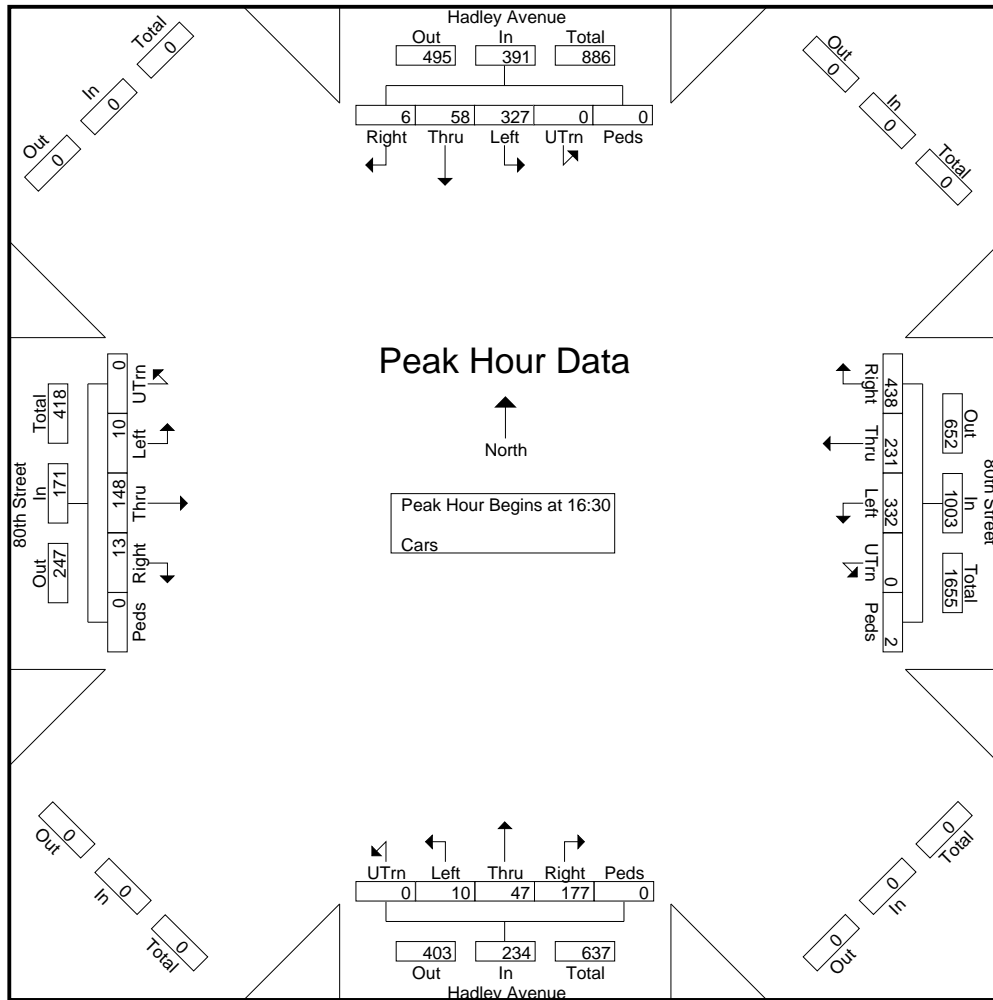 Hadley Avenue
Out In Total
495 391 886
6 58 327 0 0
Right Thru Left UTrn Peds
Total 0
In 0
Out 0
Out 0
In 0
Total 0
Peak Hour Data
North
Peak Hour Begins at 16:30
Cars
80th Street
Total In Out
418 171 247
0 10 148 13 0
UTrn Left Thru Right Peds
80th Street
Out In Total
652 1003 1655
438 231 332 0 2
Right Thru Left UTrn Peds
Out 0
In 0
Total 0
Total 0
In 0
Out 0
UTrn Left Thru Right Peds
0 10 47 177 0
403 234 637
Out In Total
Hadley Avenue